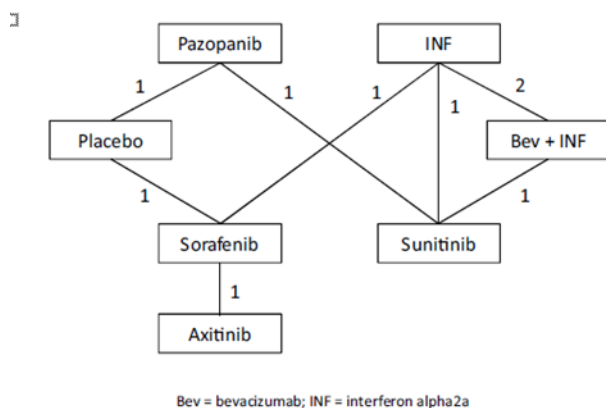 Pazopanib INF
1 1 1 1 2
Placebo Bev + INF
1 1
Sorafenib Sunitinib
1
Axitinib
Bev = bevacizumab; INF = interferon alpha2a